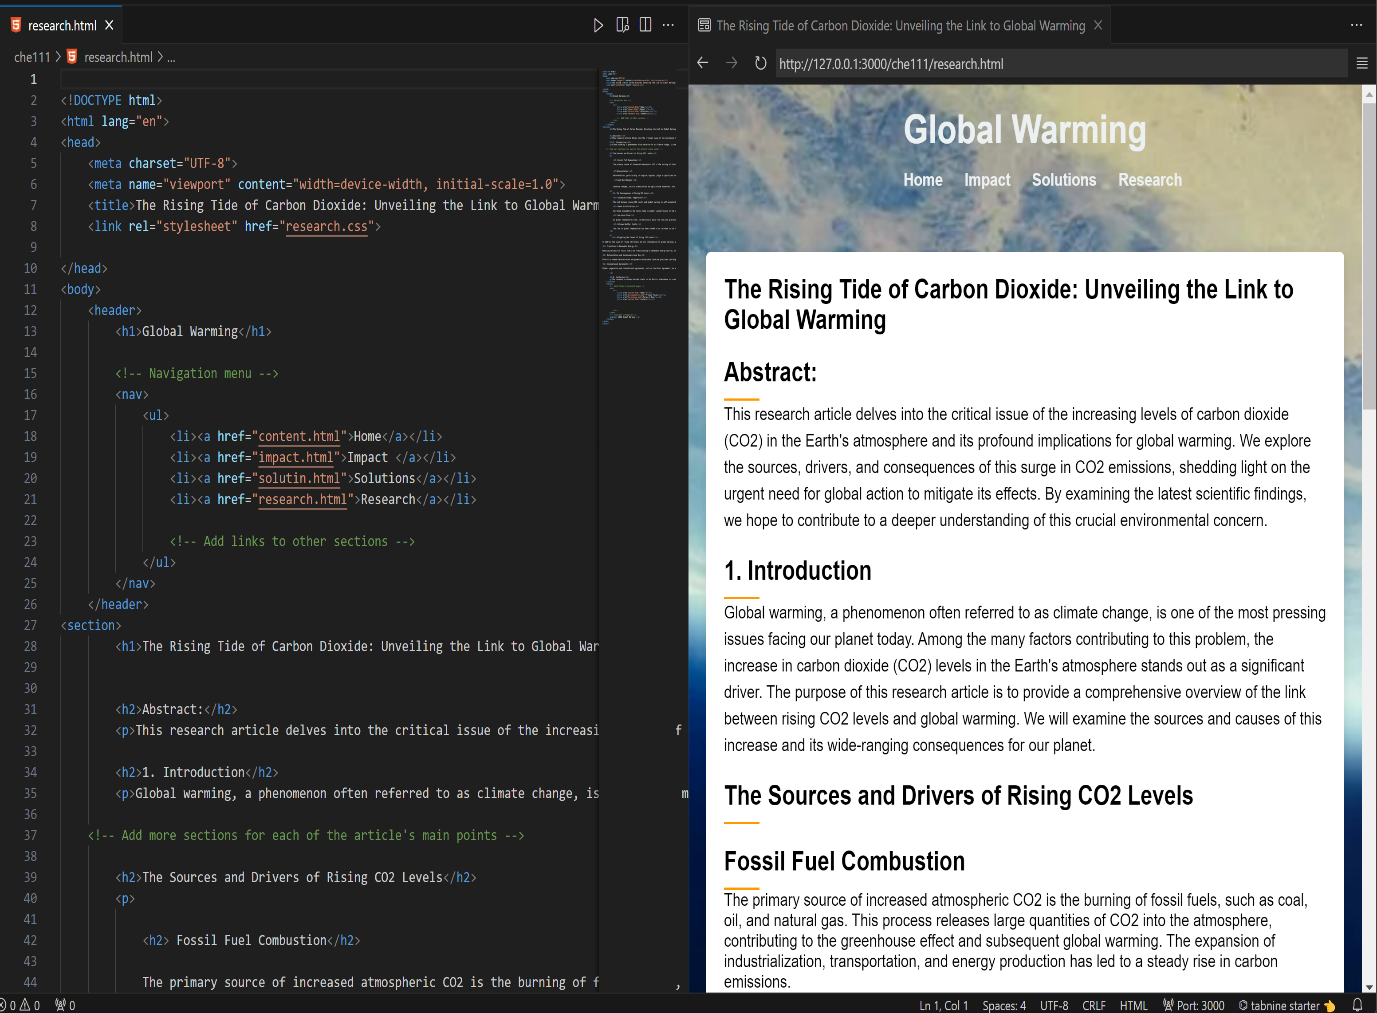 research.html
che111 > research.html > ...
1
2 <!DOCTYPE html>
3 <html lang="en">
4 <head>
5 <meta charset="UTF-8">
6 <meta name="viewport" content="width=device-width, initial-scale=1.0">
7 <title>The Rising Tide of Carbon Dioxide: Unveiling the Link to Global Warm
8 <link rel="stylesheet" href="research.css">
9
10 </head>
11 <body>
12 <header>
13 <h1>Global Warming</h1>
14
15 <!-- Navigation menu -->
16 <nav>
17 <ul>
18 <li><a href="content.html">Home</a></li>
19 <li><a href="impact.html">Impact </a></li>
20 <li><a href="solutin.html">Solutions</a></li>
21 <li><a href="research.html">Research</a></li>
22
23 <!-- Add links to other sections -->
24 </ul>
25 </nav>
26 </header>
27 <section>
28 <h1>The Rising Tide of Carbon Dioxide: Unveiling the Link to Global War
29
30
31 <h2>Abstract:</h2>
32 <p>This research article delves into the critical issue of the increasi f
33
34 <h2>1. Introduction</h2>
35 <p>Global warming, a phenomenon often referred to as climate change, is m
36
37 <!-- Add more sections for each of the article's main points -->
38
39 <h2>The Sources and Drivers of Rising CO2 Levels</h2>
40 <p>
41
42 <h2> Fossil Fuel Combustion</h2>
43
44 The primary source of increased atmospheric CO2 is the burning of f ,
The Rising Tide of Carbon Dioxide: Unveiling the Link to Global Warming
http://127.0.0.1:3000/che111/research.html
Global Warming
Home Impact Solutions Research
The Rising Tide of Carbon Dioxide: Unveiling the Link to
Global Warming
Abstract:
This research article delves into the critical issue of the increasing levels of carbon dioxide
(CO2) in the Earth's atmosphere and its profound implications for global warming. We explore
the sources, drivers, and consequences of this surge in CO2 emissions, shedding light on the
urgent need for global action to mitigate its effects. By examining the latest scientific findings,
we hope to contribute to a deeper understanding of this crucial environmental concern.
1. Introduction
Global warming, a phenomenon often referred to as climate change, is one of the most pressing
issues facing our planet today. Among the many factors contributing to this problem, the
increase in carbon dioxide (CO2) levels in the Earth's atmosphere stands out as a significant
driver. The purpose of this research article is to provide a comprehensive overview of the link
between rising CO2 levels and global warming. We will examine the sources and causes of this
increase and its wide-ranging consequences for our planet.
The Sources and Drivers of Rising CO2 Levels
Fossil Fuel Combustion
The primary source of increased atmospheric CO2 is the burning of fossil fuels, such as coal,
oil, and natural gas. This process releases large quantities of CO2 into the atmosphere,
contributing to the greenhouse effect and subsequent global warming. The expansion of
industrialization, transportation, and energy production has led to a steady rise in carbon
emissions.
0 0 0 Ln 1, Col 1 Spaces: 4 UTF-8 CRLF HTML Port: 3000 tabnine starter